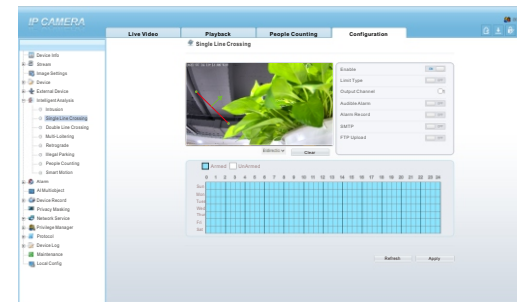 IP CAMERA
Live Video
Playback
People Counting
Configuration
Single Line Crossing
Device Info
Stream
Image Settings
Device
External Device
Intelligent Analysis
Intrusion
Single Line Crossing
Double Line Crossing
Multi-Loitering
Retrograde
Illegal Parking
People Counting
Smart Motion
Alarm
AI Multiobject
Device Record
Privacy Masking
Network Service
Privilege Manager
Protocol
Device Log
Maintenance
Local Config
Enable
Limit Type
Output Channel
Audible Alarm
Alarm Record
SMTP
FTP Upload
Clear
Armed UnArmed
0 1 2 3 4 5 6 7 8 9 10 11 12 13 14 15 16 17 18 19 20 21 22 23 24
Sun
Mon
Tues
Wed
Thur
Fri
Sat
Refresh
Apply